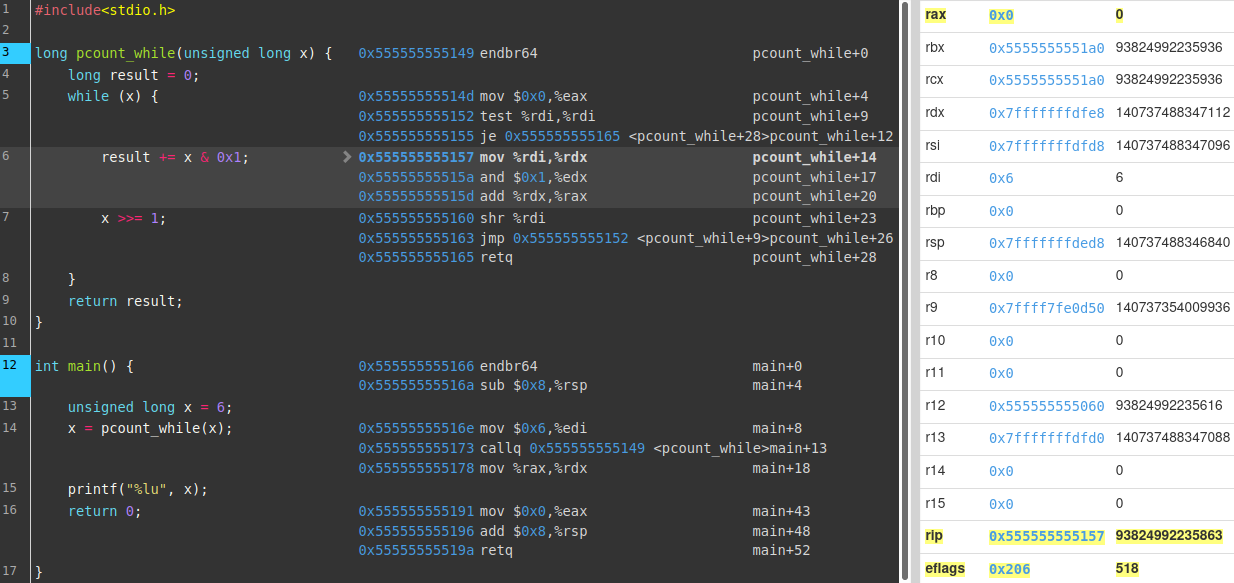 1 #include<stdio.h>
2
3 long pcount_while(unsigned long x) { 0x555555555149 endbr64 pcount_while+0
4 long result = 0;
5 while (x) { 0x55555555514d mov $0x0,%eax pcount_while+4
0x555555555152 test %rdi,%rdi pcount_while+9
0x555555555155 je 0x555555555165 <pcount_while+28>pcount_while+12
6 result += x & 0x1; 0x555555555157 mov %rdi,%rdx pcount_while+14
0x55555555515a and $0x1,%edx pcount_while+17
0x55555555515d add %rdx,%rax pcount_while+20
7 x >>= 1; 0x555555555160 shr %rdi pcount_while+23
0x555555555163 jmp 0x555555555152 <pcount_while+9>pcount_while+26
0x555555555165 retq pcount_while+28
8 }
9 return result;
10 }
11
12 int main() { 0x555555555166 endbr64 main+0
0x55555555516a sub $0x8,%rsp main+4
13 unsigned long x = 6;
14 x = pcount_while(x); 0x55555555516e mov $0x6,%edi main+8
0x555555555173 callq 0x555555555149 <pcount_while>main+13
0x555555555178 mov %rax,%rdx main+18
15 printf("%lu", x);
16 return 0; 0x555555555191 mov $0x0,%eax main+43
0x555555555196 add $0x8,%rsp main+48
0x55555555519a retq main+52
17 }
rax 0x0 0
rbx 0x5555555551a0 93824992235936
rcx 0x5555555551a0 93824992235936
rdx 0x7fffffffdfe8 140737488347112
rsi 0x7fffffffdfd8 140737488347096
rdi 0x6 6
rbp 0x0 0
rsp 0x7fffffffded8 140737488346840
r8 0x0 0
r9 0x7ffff7fe0d50 140737354009936
r10 0x0 0
r11 0x0 0
r12 0x555555555060 93824992235616
r13 0x7fffffffdfd0 140737488347088
r14 0x0 0
r15 0x0 0
rip 0x555555555157 93824992235863
eflags 0x206 518